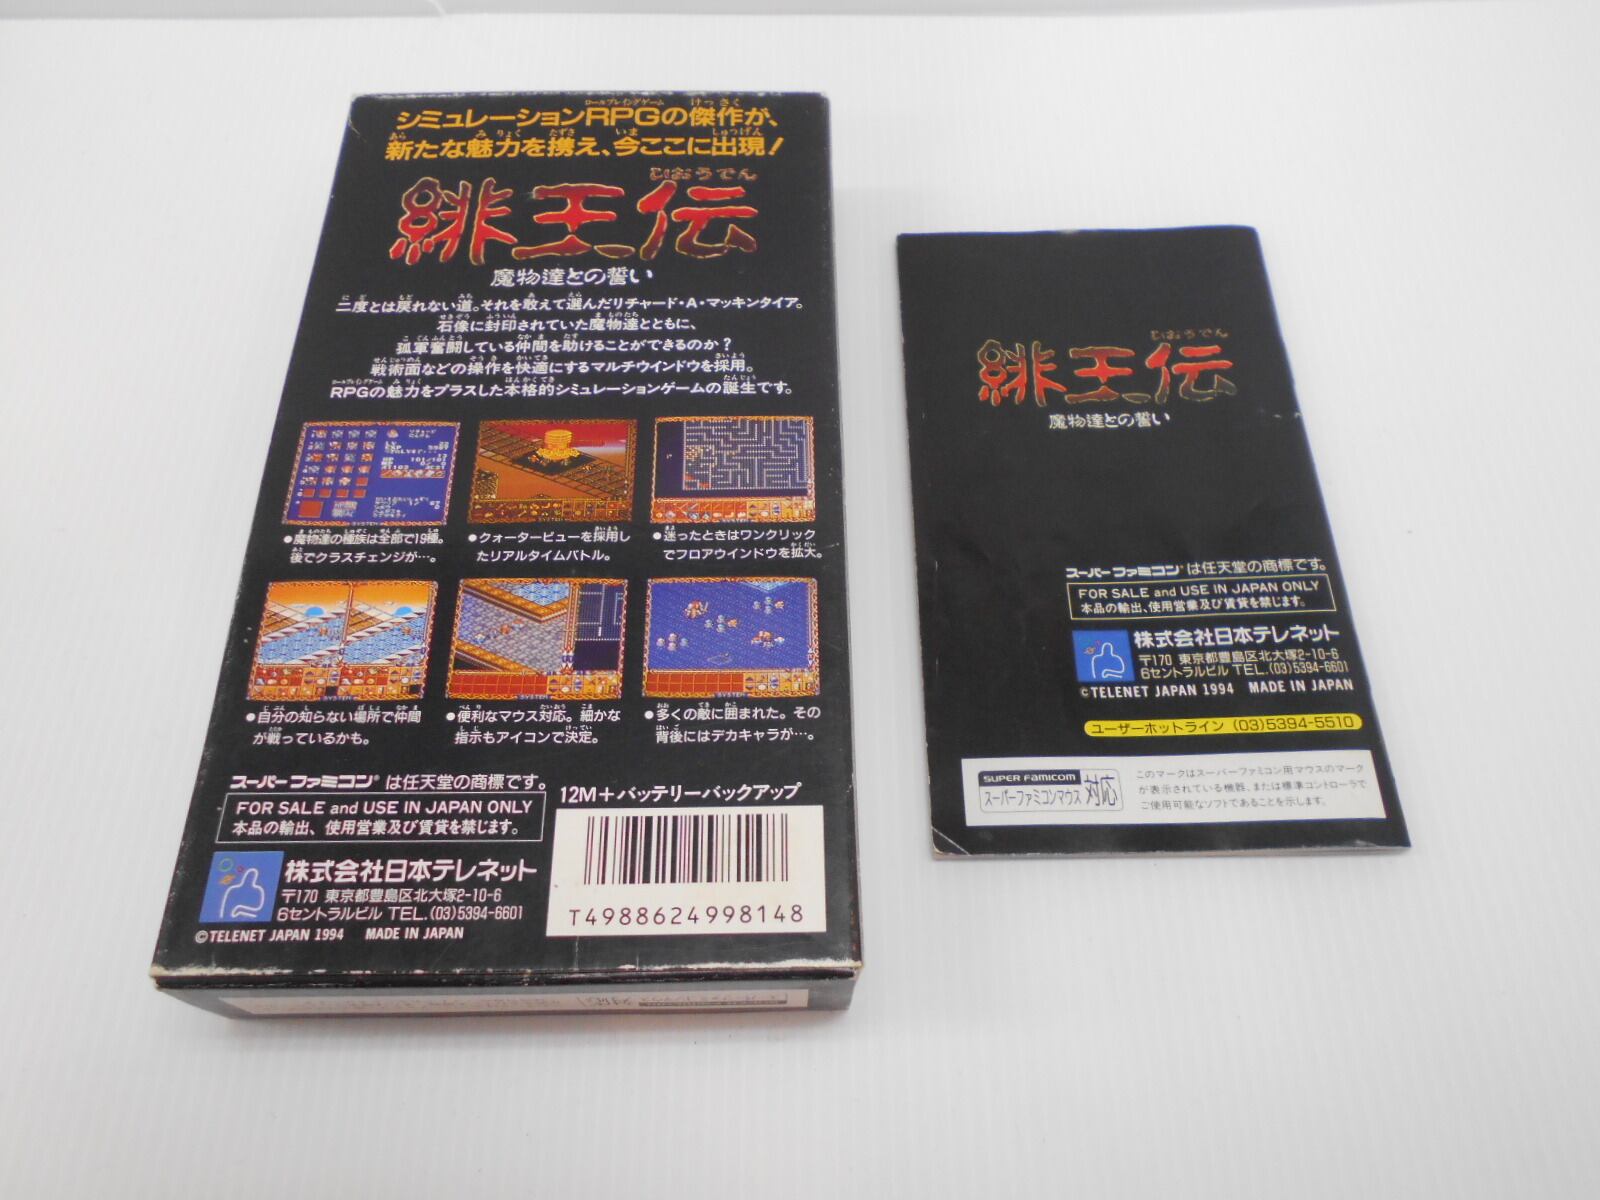 シミュレーションRPGの傑作が、
新たな魅力を携え、今ここに出現!
ひおうでん
緋王伝
魔物達との誓い
二度とは戻れない道。それを敢えて選んだリチャード・A・マッキンタイア。
石像に封印されていた魔物達とともに、
孤軍奮闘している仲間を助けることができるのか?
戦術面などの操作を快適にするマルチウインドウを採用。
RPGの魅力をプラスした本格的シミュレーションゲームの誕生です。
●魔物達の種族は全部で19種。
後でクラスチェンジが…。
●クォータービューを採用し
たリアルタイムバトル。
●迷ったときはワンクリック
でフロアウインドウを拡大。
●自分の知らない場所で仲間
が戦っているかも。
●便利なマウス対応。細かな
指示もアイコンで決定。
●多くの敵に囲まれた。その
背後にはデカキャラが…。
スーパーファミコン®は任天堂の商標です。
FOR SALE and USE IN JAPAN ONLY
本品の輸出、使用営業及び賃貸を禁じます。
12M+バッテリーバックアップ
T4988624998148
株式会社日本テレネット
〒170 東京都豊島区北大塚2-10-6
6セントラルビル TEL.(03)5394-6601
©TELENET JAPAN 1994 MADE IN JAPAN
ひおうでん
緋王伝
魔物達との誓い
スーパーファミコン®は任天堂の商標です。
FOR SALE and USE IN JAPAN ONLY
本品の輸出、使用営業及び賃貸を禁じます。
株式会社日本テレネット
〒170 東京都豊島区北大塚2-10-6
6セントラルビル TEL.(03)5394-6601
©TELENET JAPAN 1994 MADE IN JAPAN
ユーザーホットライン (03)5394-5510
SUPER FAMICOM
スーパーファミコンマウス 対応
このマークはスーパーファミコン用マウスのマーク
が表示されている機器、または標準コントローラで
ご使用可能なソフトであることを示します。